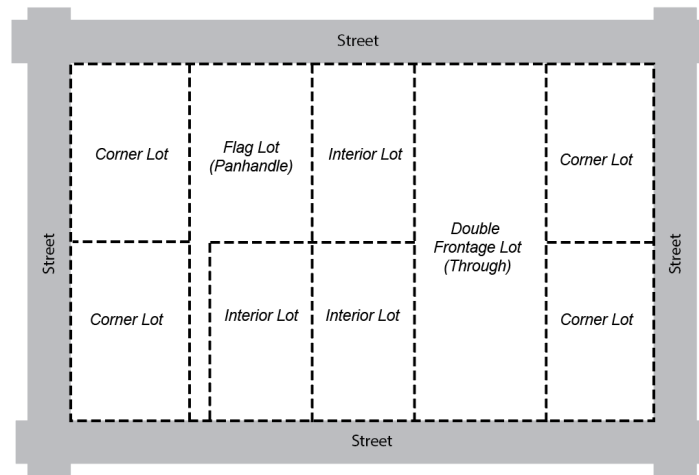 Street
Corner Lot
Flag Lot
(Panhandle)
Interior Lot
Corner Lot
Street
Double
Frontage Lot
(Through)
Street
Corner Lot
Interior Lot
Interior Lot
Corner Lot
Street